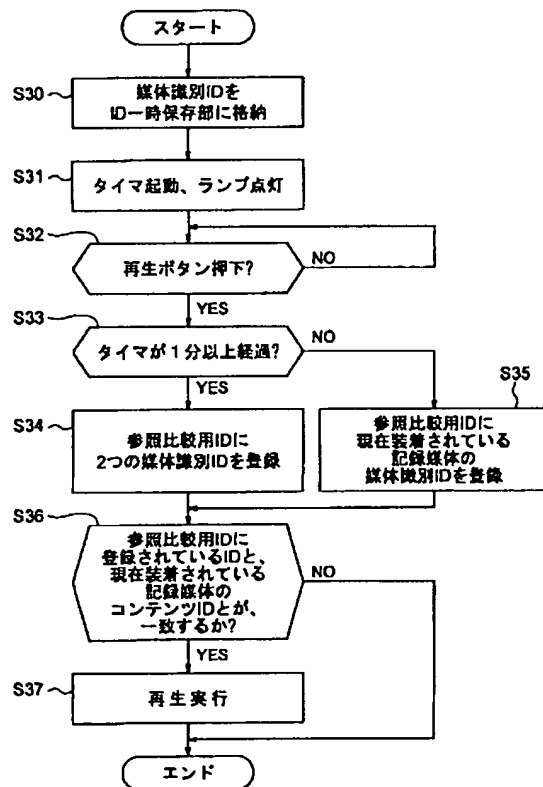 スタート
S30
媒体識別IDを
ID一時保存部に格納
S31
タイマ起動、ランプ点灯
S32
再生ボタン押下?
NO
YES
S33
タイマが1分以上経過?
NO
YES
S34
参照比較用IDに
2つの媒体識別IDを登録
S35
参照比較用IDに
現在装着されている
記録媒体の
媒体識別IDを登録
S36
参照比較用IDに
登録されているIDと、
現在装着されている
記録媒体の
コンテンツIDとが、
一致するか?
NO
YES
S37
再生実行
エンド